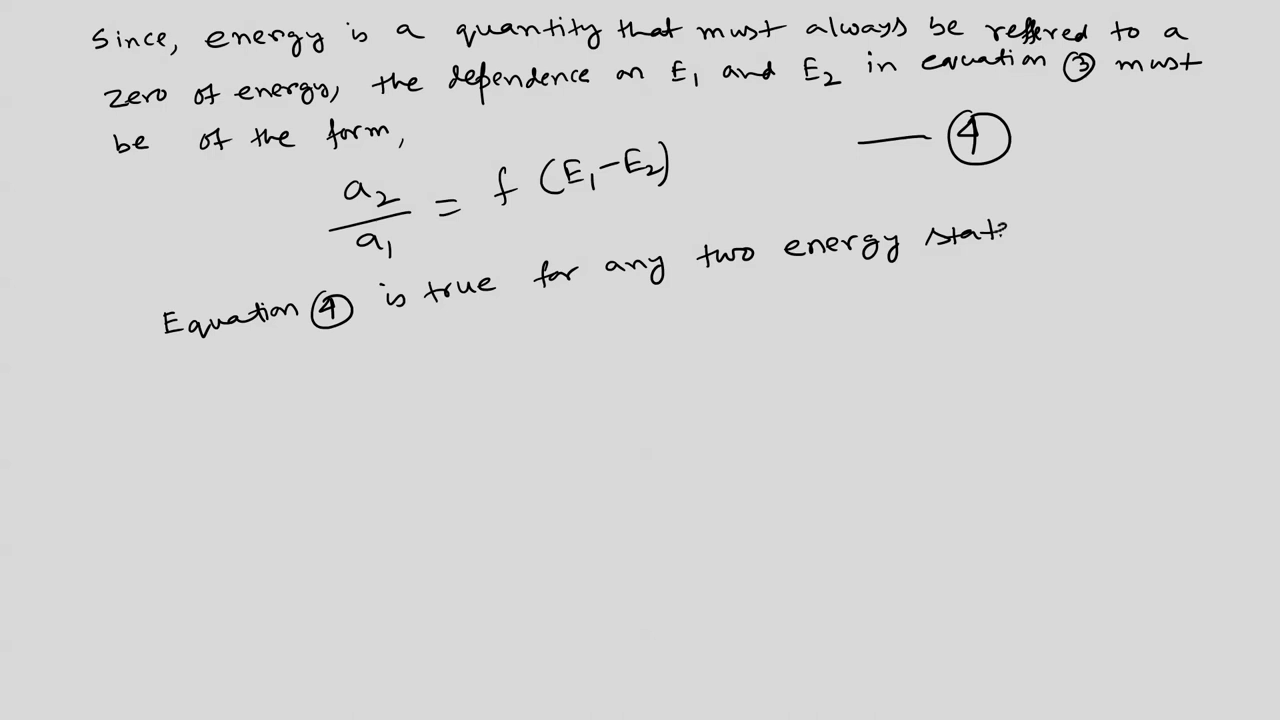 Since, energy is a quantity that must always be reffered to a
zero of energy, the dependence on E₁ and E₂ in equation ③ must
be of the form,
a₂/a₁ = f (E₁-E₂) — ④
Equation ④ is true for any two energy stat